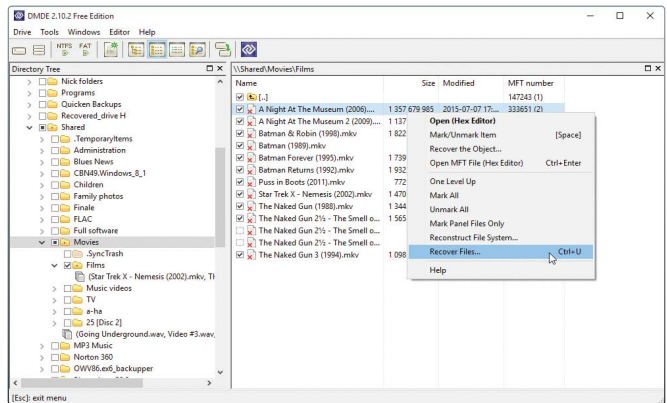 DMDE 2.10.2 Free Edition
Drive Tools Windows Editor Help
NTFS FAT
Directory Tree
Nick folders
Programs
Quicken Backups
Recovered_drive H
Shared
.TemporaryItems
Administration
Blues News
CBN49.Windows_8_1
Children
Family photos
Finale
FLAC
Full software
Movies
.SyncTrash
Films
(Star Trek X - Nemesis (2002).mkv, Th
Music videos
TV
a-ha
25 [Disc 2]
(Going Underground.wav, Video #3.wav,
MP3 Music
Norton 360
OWV86.ex6_backupper
\\Shared\Movies\Films
Name Size Modified MFT number
[..] 147243 (1)
A Night At The Museum (2006).... 1 357 679 985 2015-07-07 17:... 333651 (2)
A Night At The Museum 2 (2009).... 1 137
Batman & Robin (1998).mkv 1 822
Batman (1989).mkv
Batman Forever (1995).mkv 1 739
Batman Returns (1992).mkv 1 932
Puss in Boots (2011).mkv 772
Star Trek X - Nemesis (2002).mkv 1 470
The Naked Gun (1988).mkv 1 344
The Naked Gun 2½ - The Smell o... 1 565
The Naked Gun 2½ - The Smell o...
The Naked Gun 2½ - The Smell o...
The Naked Gun 3 (1994).mkv 1 098
Open (Hex Editor)
Mark/Unmark Item [Space]
Recover the Object...
Open MFT File (Hex Editor) Ctrl+Enter
One Level Up
Mark All
Unmark All
Mark Panel Files Only
Reconstruct File System...
Recover Files... Ctrl+U
Help
[Esc]: exit menu